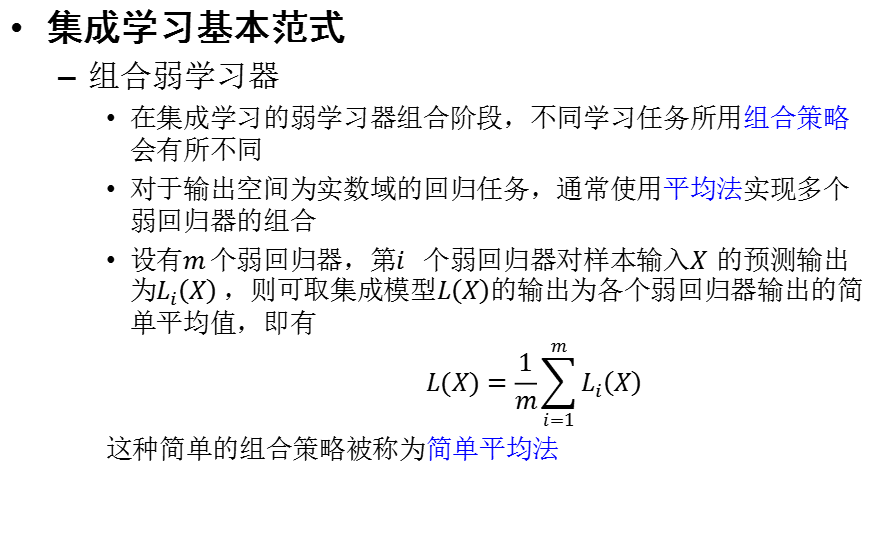 • 集成学习基本范式
– 组合弱学习器
• 在集成学习的弱学习器组合阶段，不同学习任务所用组合策略
会有所不同
• 对于输出空间为实数域的回归任务，通常使用平均法实现多个
弱回归器的组合
• 设有m个弱回归器，第i 个弱回归器对样本输入X 的预测输出
为Lᵢ(X)，则可取集成模型L(X)的输出为各个弱回归器输出的简
单平均值，即有
L(X) = \frac{1}{m} \sum_{i=1}^{m} L_i(X)
这种简单的组合策略被称为简单平均法